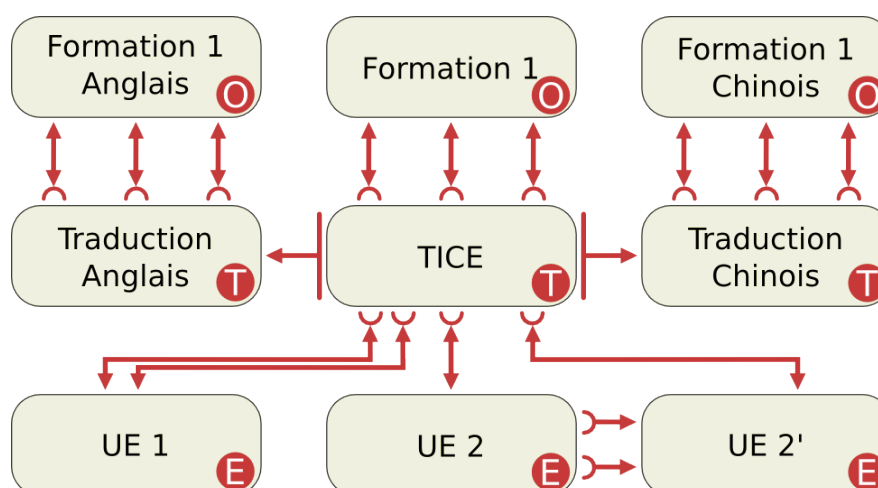 Formation 1
Anglais
O
Formation 1
O
Formation 1
Chinois
O
Traduction
Anglais
T
TICE
T
Traduction
Chinois
T
UE 1
E
UE 2
E
UE 2'
E